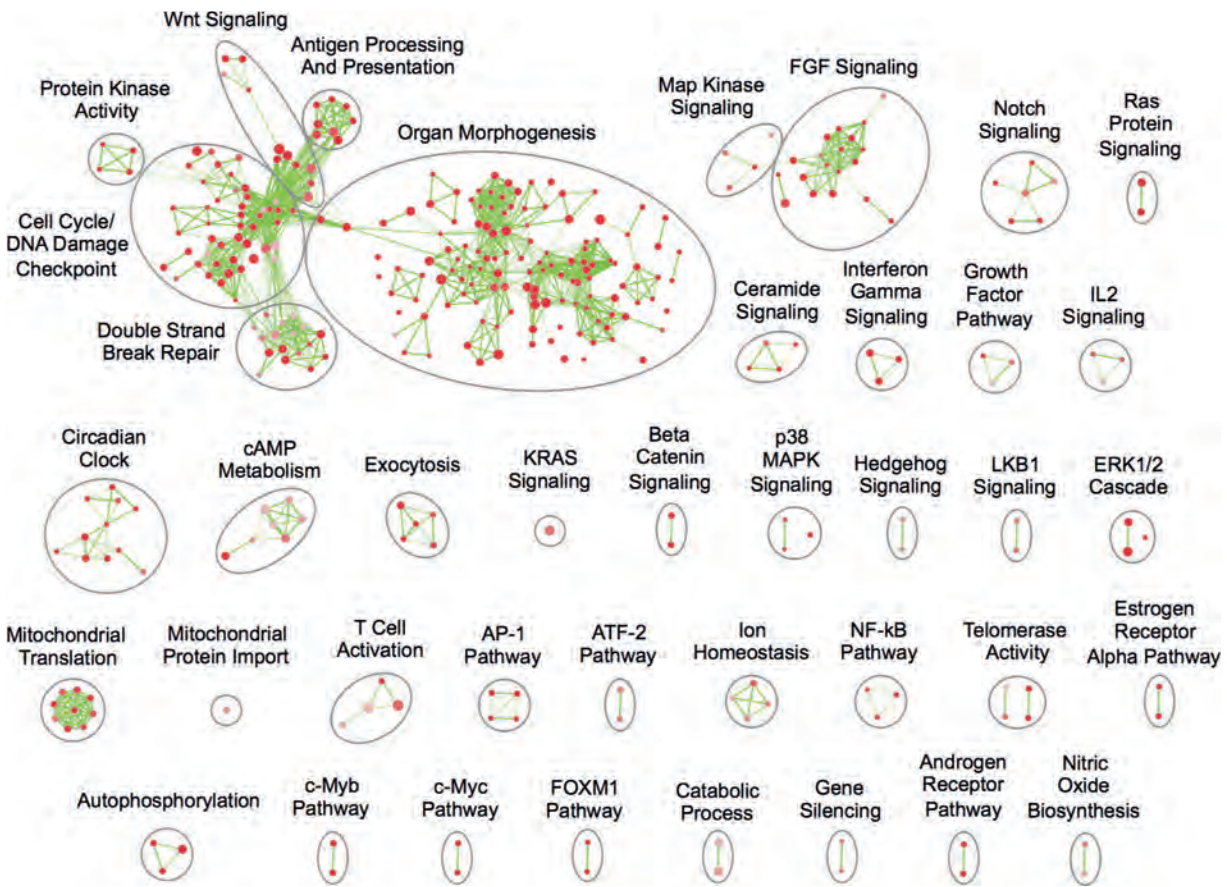 Wnt Signaling
Antigen Processing
And Presentation
Protein Kinase
Activity
Organ Morphogenesis
Cell Cycle/
DNA Damage
Checkpoint
Double Strand
Break Repair
Map Kinase
Signaling
FGF Signaling
Notch
Signaling
Ras
Protein
Signaling
Ceramide
Signaling
Interferon
Gamma
Signaling
Growth
Factor
Pathway
IL2
Signaling
Circadian
Clock
cAMP
Metabolism
Exocytosis
KRAS
Signaling
Beta
Catenin
Signaling
p38
MAPK
Signaling
Hedgehog
Signaling
LKB1
Signaling
ERK1/2
Cascade
Mitochondrial
Translation
Mitochondrial
Protein Import
T Cell
Activation
AP-1
Pathway
ATF-2
Pathway
Ion
Homeostasis
NF-kB
Pathway
Telomerase
Activity
Estrogen
Receptor
Alpha Pathway
Autophosphorylation
c-Myb
Pathway
c-Myc
Pathway
FOXM1
Pathway
Catabolic
Process
Gene
Silencing
Androgen
Receptor
Pathway
Nitric
Oxide
Biosynthesis